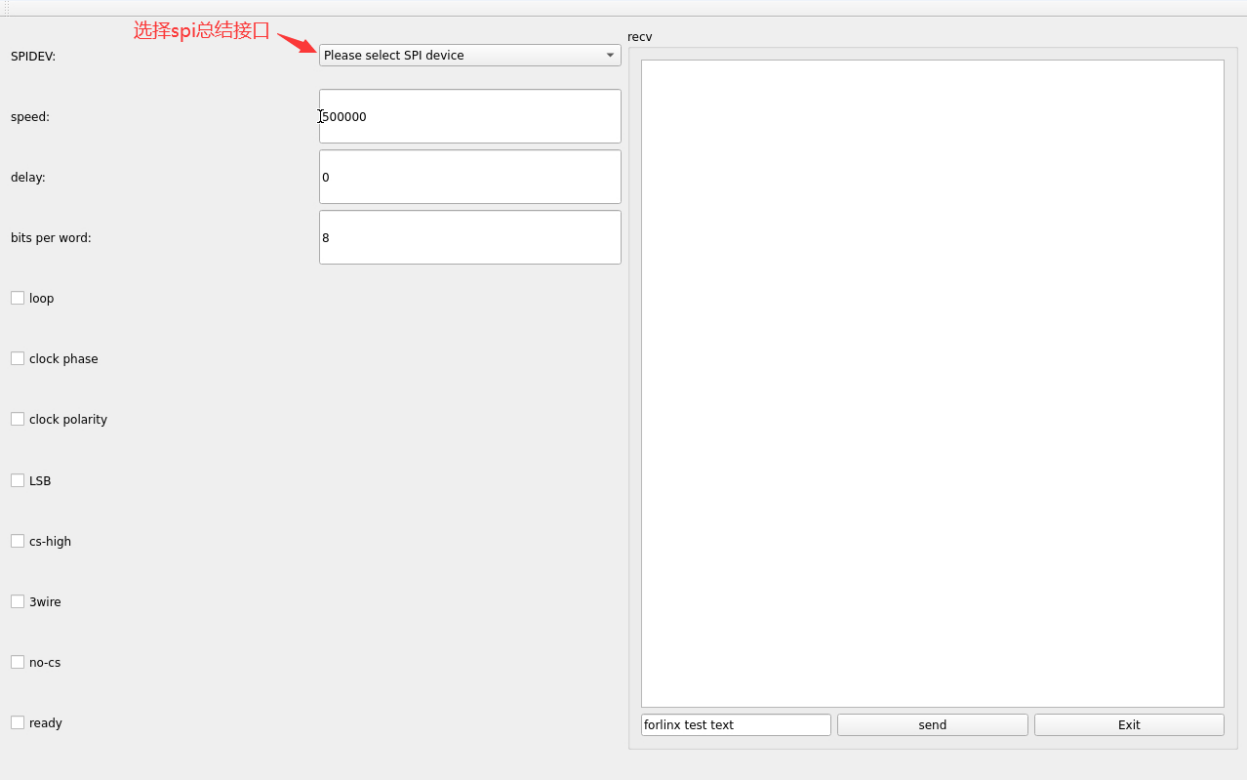 选择spi总结接口
SPIDEV:
Please select SPI device
speed:
500000
delay:
0
bits per word:
8
loop
clock phase
clock polarity
LSB
cs-high
3wire
no-cs
ready
recv
forlinx test text
send
Exit